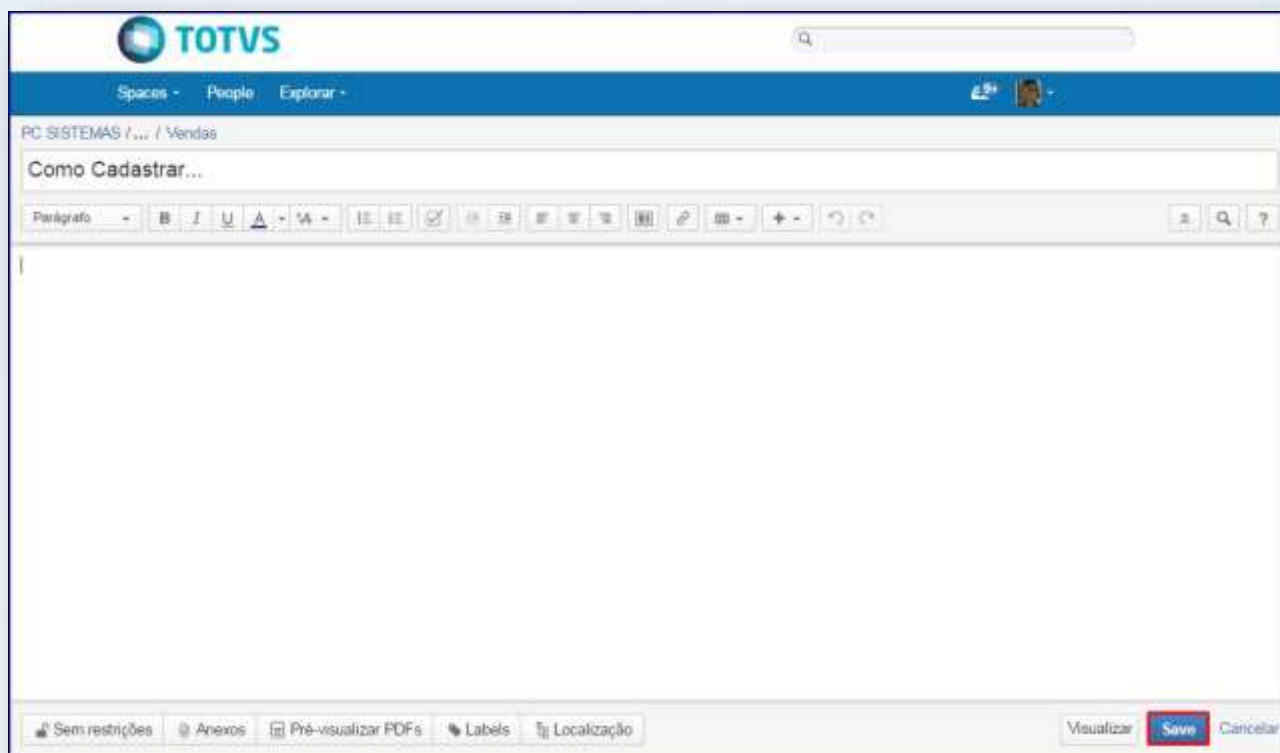 TOTVS
Spaces People Explorar 9+
PC SISTEMAS / ... / Vendas
Como Cadastrar...
Parágrafo B I U A ?
Sem restrições Anexos Pré-visualizar PDFs Labels Localização Visualizar Save Cancelar